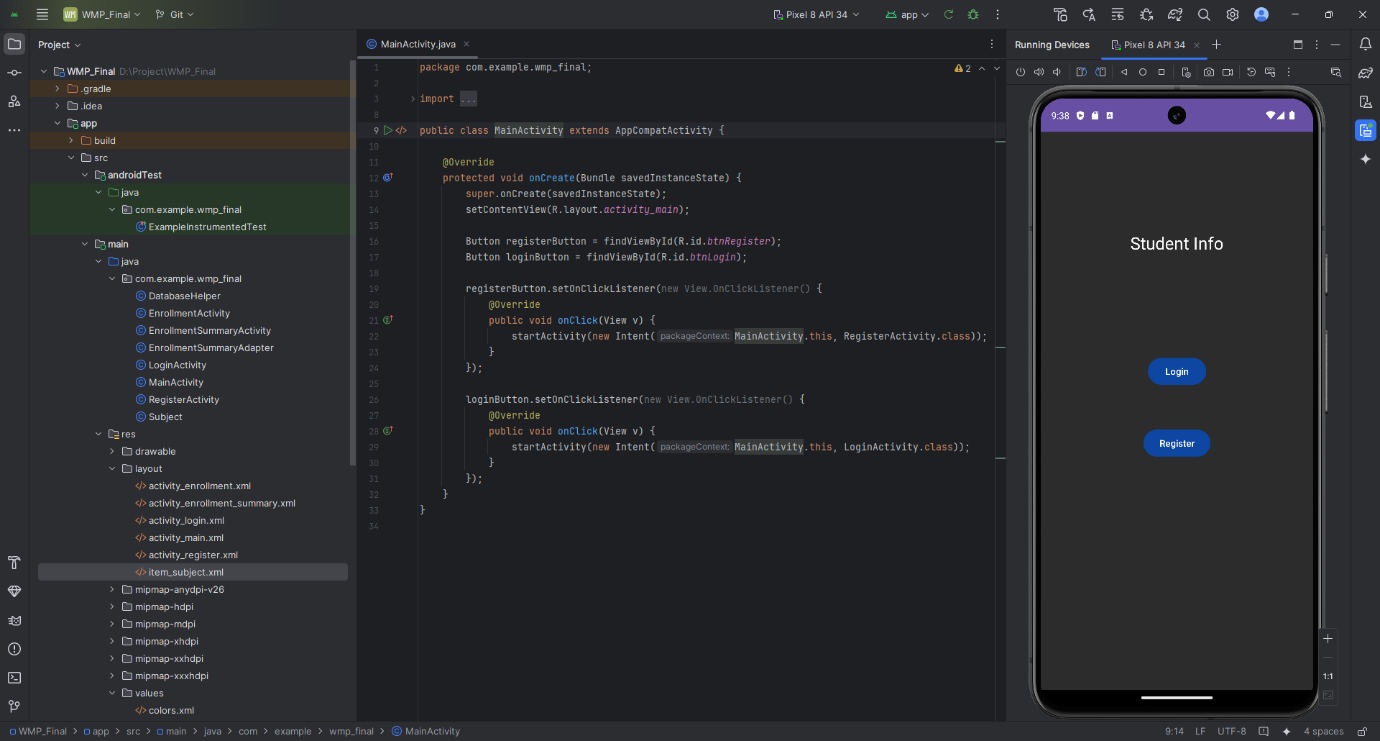 WM WMP_Final Git Pixel 8 API 34 app
Project
WMP_Final D:\Project\WMP_Final
.gradle
.idea
app
build
src
androidTest
java
com.example.wmp_final
ExampleInstrumentedTest
main
java
com.example.wmp_final
DatabaseHelper
EnrollmentActivity
EnrollmentSummaryActivity
EnrollmentSummaryAdapter
LoginActivity
MainActivity
RegisterActivity
Subject
res
drawable
layout
activity_enrollment.xml
activity_enrollment_summary.xml
activity_login.xml
activity_main.xml
activity_register.xml
item_subject.xml
mipmap-anydpi-v26
mipmap-hdpi
mipmap-mdpi
mipmap-xhdpi
mipmap-xxhdpi
mipmap-xxxhdpi
values
colors.xml
MainActivity.java
2
1 package com.example.wmp_final;
2
3 import ...
8
9 public class MainActivity extends AppCompatActivity {
10
11 @Override
12 protected void onCreate(Bundle savedInstanceState) {
13 super.onCreate(savedInstanceState);
14 setContentView(R.layout.activity_main);
15
16 Button registerButton = findViewById(R.id.btnRegister);
17 Button loginButton = findViewById(R.id.btnLogin);
18
19 registerButton.setOnClickListener(new View.OnClickListener() {
20 @Override
21 public void onClick(View v) {
22 startActivity(new Intent( packageContext: MainActivity.this, RegisterActivity.class));
23 }
24 });
25
26 loginButton.setOnClickListener(new View.OnClickListener() {
27 @Override
28 public void onClick(View v) {
29 startActivity(new Intent( packageContext: MainActivity.this, LoginActivity.class));
30 }
31 });
32 }
33 }
34
Running Devices Pixel 8 API 34
9:38
Student Info
Login
Register
1:1
WMP_Final > app > src > main > java > com > example > wmp_final > MainActivity
9:14 LF UTF-8 4 spaces